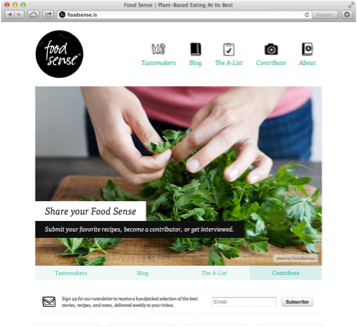 Food Sense | Plant-Based Eating At Its Best
foodsense.is
Reader
food
sense
Tastemakers
Blog
The A-List
Contribute
About
Share your Food Sense
Submit your favorite recipes, become a contributor, or get interviewed.
Tastemakers
Blog
The A-List
Contribute
Sign up for our newsletter to receive a handpicked selection of the best
stories, recipes, and news, delivered weekly to your inbox.
Email
Subscribe